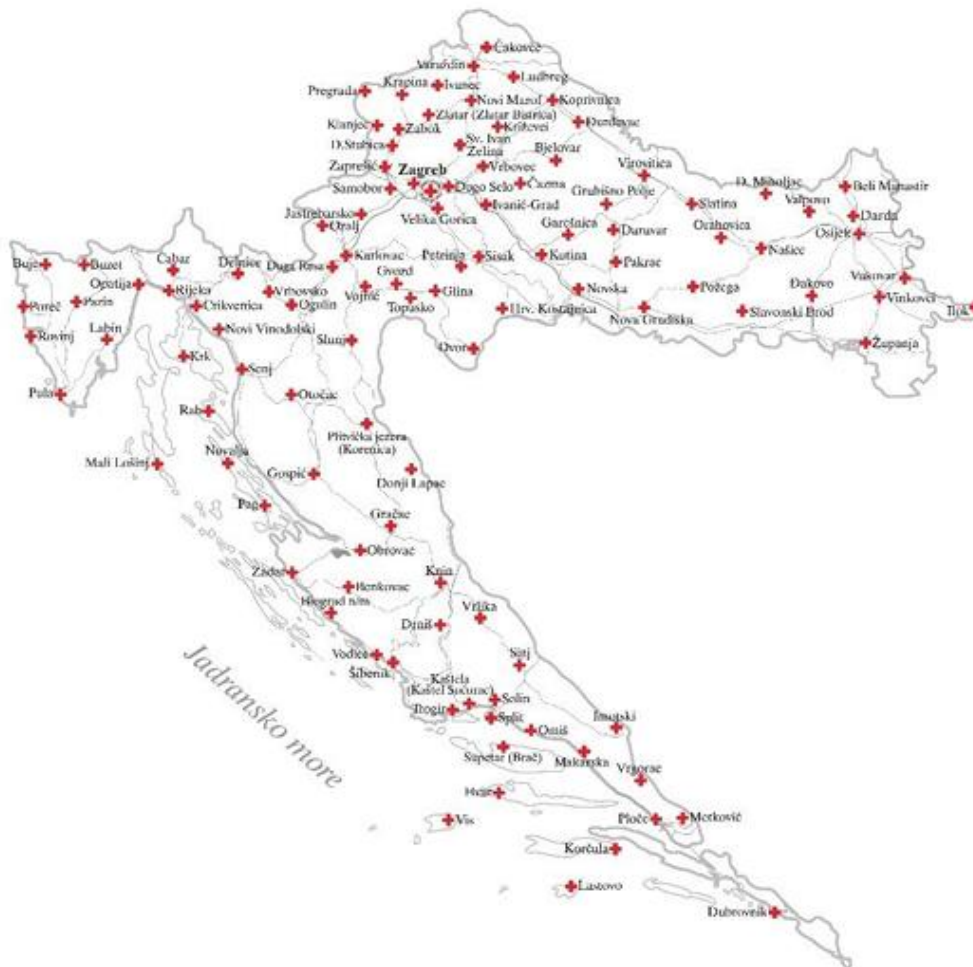 Čakovec
Varaždin
Ludbreg
Krapina
Ivanec
Pregrada
Novi Marof
Koprivnica
Zlatar (Zlatar Bistrica)
Klanjec
Zabok
Križevci
Đurđevac
D.Stubica
Sv. Ivan
Zelina
Bjelovar
Zaprešić
Zagreb
Vrbovec
Virovitica
Samobor
Dugo Selo
Čazma
Grubišno Polje
D. Miholjac
Beli Manastir
Slatina
Valpovo
Jastrebarsko
Velika Gorica
Ivanić-Grad
Darda
Ozalj
Garešnica
Daruvar
Orahovica
Osijek
Našice
Čabar
Delnice
Duga Resa
Karlovac
Petrinja
Sisak
Kutina
Pakrac
Buje
Buzet
Gvozd
Vukovar
Opatija
Rijeka
Vrbovsko
Vojnić
Glina
Novska
Požega
Đakovo
Vinkovci
Poreč
Pazin
Crikvenica
Ogulin
Topusko
Hrv. Kostajnica
Nova Gradiška
Slavonski Brod
Ilok
Rovinj
Labin
Novi Vinodolski
Slunj
Dvor
Županja
Krk
Senj
Pula
Rab
Otočac
Plitvička jezera
(Korenica)
Mali Lošinj
Novalja
Gospić
Donji Lapac
Pag
Gračac
Obrovac
Zadar
Benkovac
Knin
Biograd n/m
Drniš
Vrlika
Vodice
Šibenik
Sinj
Jadransko more
Kaštela
(Kaštel Sućurac)
Solin
Trogir
Split
Omiš
Imotski
Supetar (Brač)
Makarska
Vrgorac
Hvar
Vis
Ploče
Metković
Korčula
Lastovo
Dubrovnik